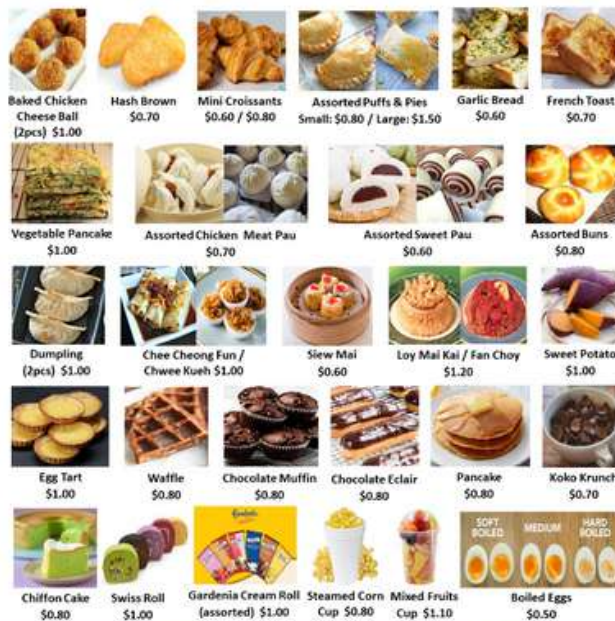 Baked Chicken
Cheese Ball
(2pcs) $1.00
Hash Brown
$0.70
Mini Croissants
$0.60 / $0.80
Assorted Puffs & Pies
Small: $0.80 / Large: $1.50
Garlic Bread
$0.60
French Toast
$0.70
Vegetable Pancake
$1.00
Assorted Chicken Meat Pau
$0.70
Assorted Sweet Pau
$0.60
Assorted Buns
$0.80
Dumpling
(2pcs) $1.00
Chee Cheong Fun /
Chwee Kueh $1.00
Siew Mai
$0.60
Loy Mai Kai / Fan Choy
$1.20
Sweet Potato
$1.00
Egg Tart
$1.00
Waffle
$0.80
Chocolate Muffin
$0.80
Chocolate Eclair
$0.80
Pancake
$0.80
Koko Krunch
$0.70
Chiffon Cake
$0.80
Swiss Roll
$1.00
Gardenia
Gardenia Cream Roll
(assorted) $1.00
Steamed Corn
Cup $0.80
Mixed Fruits
Cup $1.10
SOFT
BOILED
MEDIUM
HARD
BOILED
Boiled Eggs
$0.50